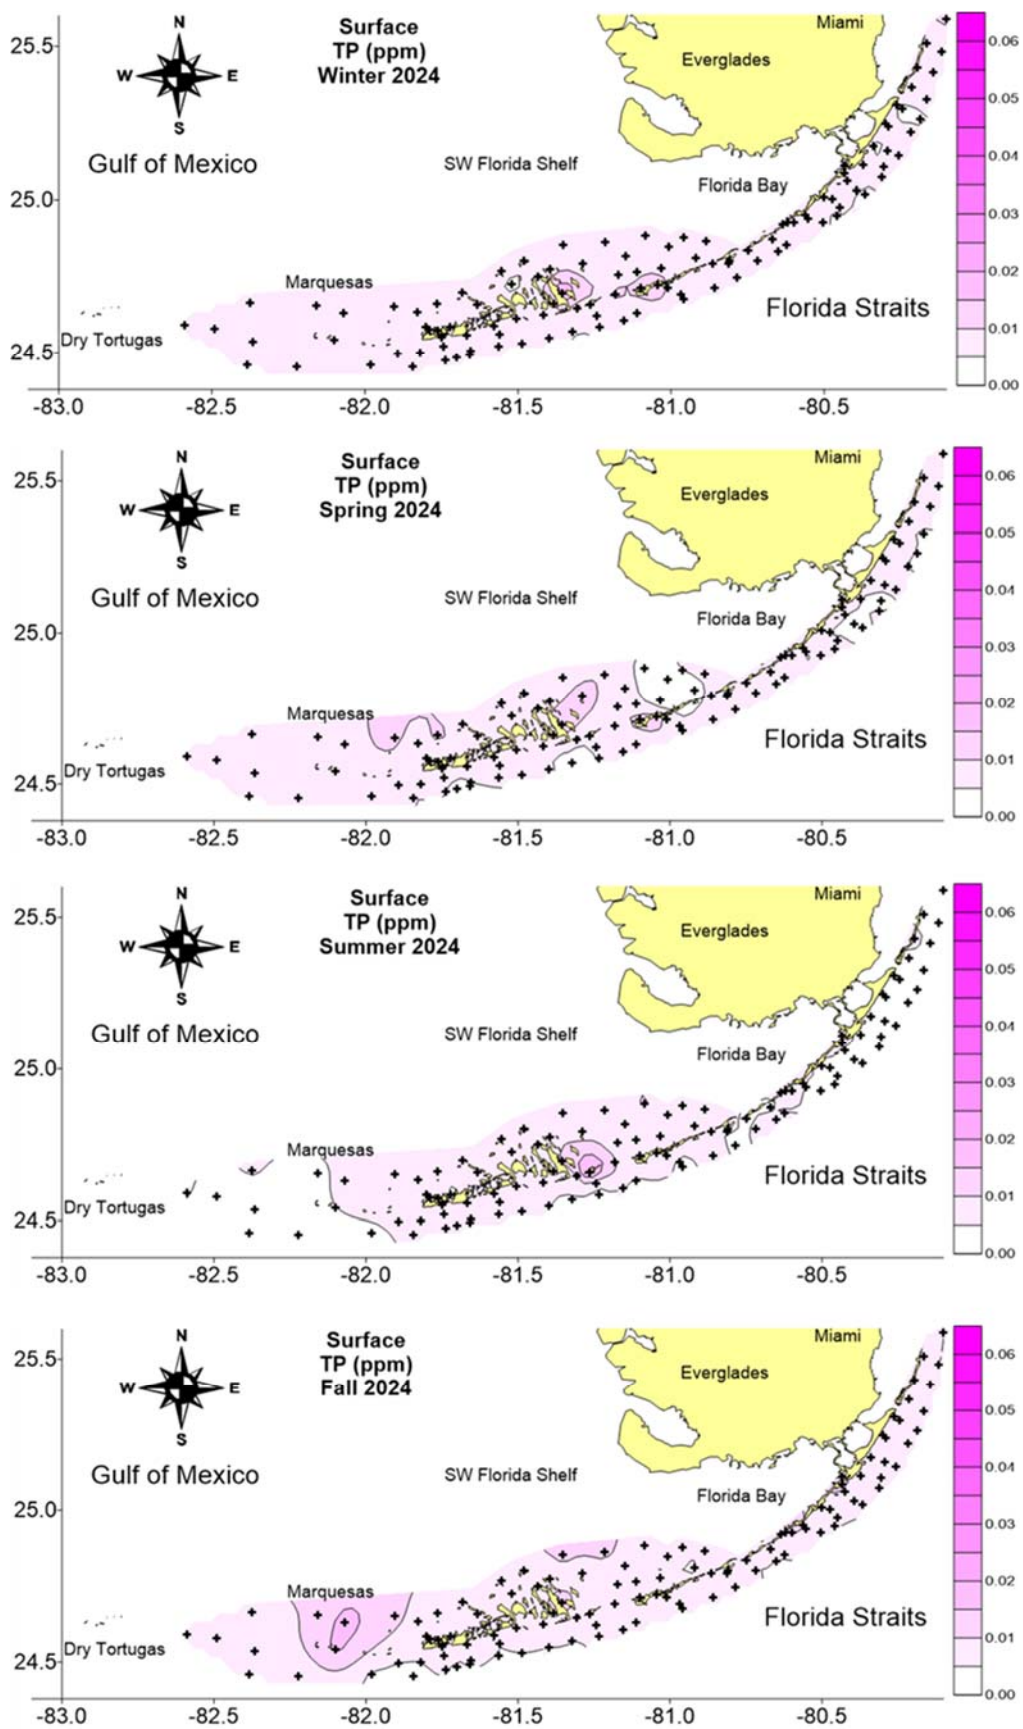 Surface
TP (ppm)
Winter 2024
N
W E
S
Gulf of Mexico
SW Florida Shelf
Everglades
Miami
Florida Bay
Marquesas
Dry Tortugas
Florida Straits
25.5
25.0
24.5
-83.0 -82.5 -82.0 -81.5 -81.0 -80.5
0.06
0.05
0.04
0.03
0.02
0.01
0.00
Surface
TP (ppm)
Spring 2024
N
W E
S
Gulf of Mexico
SW Florida Shelf
Everglades
Miami
Florida Bay
Marquesas
Dry Tortugas
Florida Straits
25.5
25.0
24.5
-83.0 -82.5 -82.0 -81.5 -81.0 -80.5
0.06
0.05
0.04
0.03
0.02
0.01
0.00
Surface
TP (ppm)
Summer 2024
N
W E
S
Gulf of Mexico
SW Florida Shelf
Everglades
Miami
Florida Bay
Marquesas
Dry Tortugas
Florida Straits
25.5
25.0
24.5
-83.0 -82.5 -82.0 -81.5 -81.0 -80.5
0.06
0.05
0.04
0.03
0.02
0.01
0.00
Surface
TP (ppm)
Fall 2024
N
W E
S
Gulf of Mexico
SW Florida Shelf
Everglades
Miami
Florida Bay
Marquesas
Dry Tortugas
Florida Straits
25.5
25.0
24.5
-83.0 -82.5 -82.0 -81.5 -81.0 -80.5
0.06
0.05
0.04
0.03
0.02
0.01
0.00